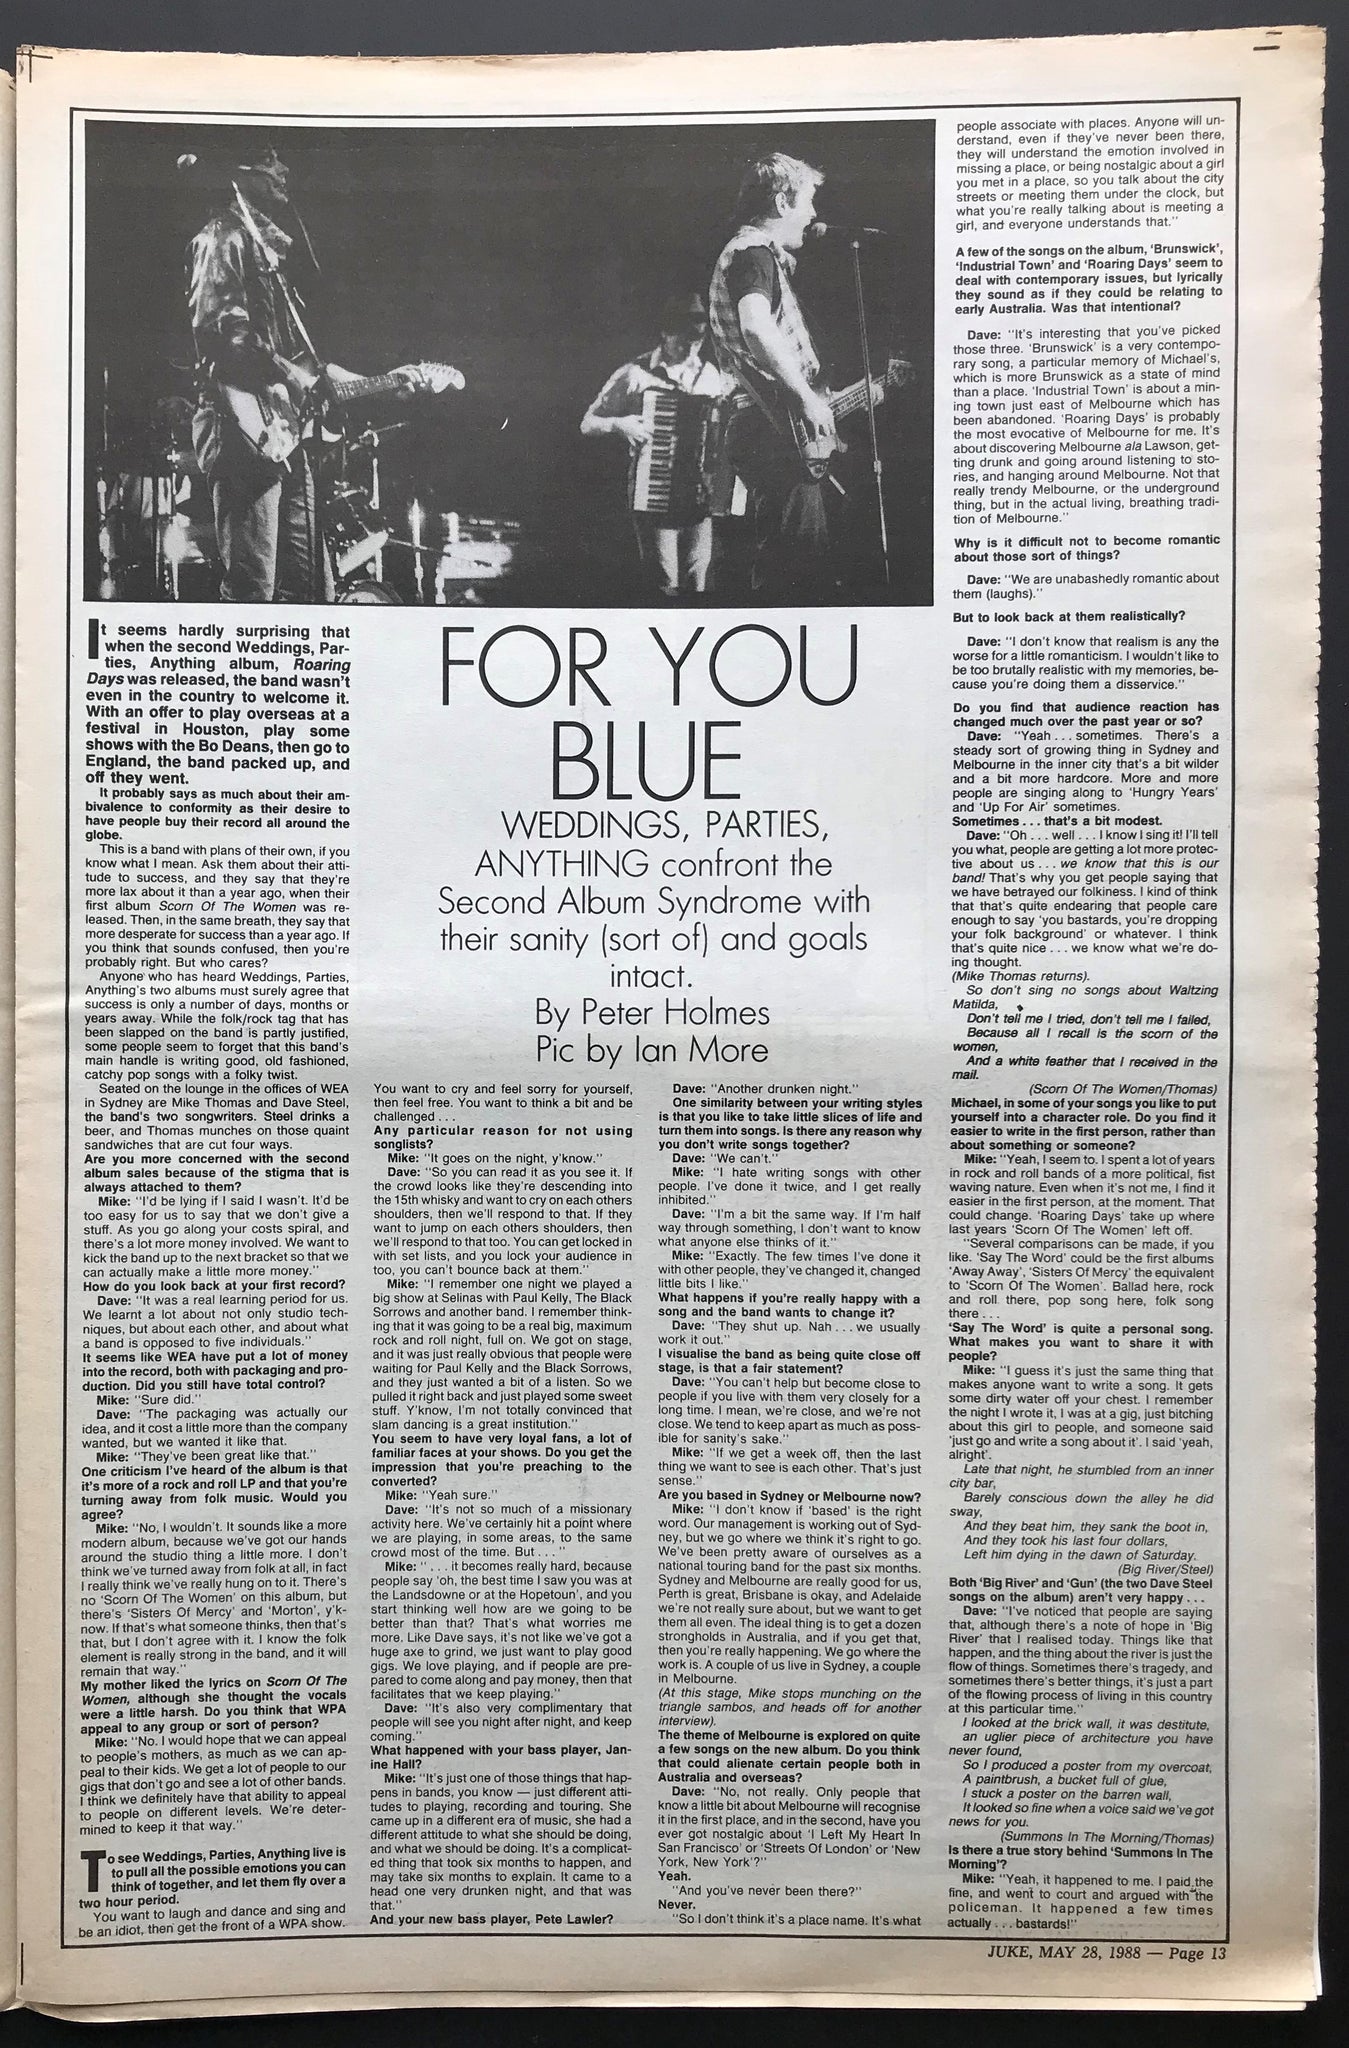 FOR YOU
BLUE
WEDDINGS, PARTIES,
ANYTHING confront the
Second Album Syndrome with
their sanity (sort of) and goals
intact.
By Peter Holmes
Pic by Ian More
It seems hardly surprising that
when the second Weddings, Par-
ties, Anything album, Roaring
Days was released, the band wasn't
even in the country to welcome it.
With an offer to play overseas at a
festival in Houston, play some
shows with the Bo Deans, then go to
England, the band packed up, and
off they went.
It probably says as much about their am-
bivalence to conformity as their desire to
have people buy their record all around the
globe.
This is a band with plans of their own, if you
know what I mean. Ask them about their atti-
tude to success, and they say that they're
more lax about it than a year ago, when their
first album Scorn Of The Women was re-
leased. Then, in the same breath, they say that
more desperate for success than a year ago. If
you think that sounds confused, then you're
probably right. But who cares?
Anyone who has heard Weddings, Parties,
Anything's two albums must surely agree that
success is only a number of days, months or
years away. While the folk/rock tag that has
been slapped on the band is partly justified,
some people seem to forget that this band's
main handle is writing good, old fashioned,
catchy pop songs with a folky twist.
Seated on the lounge in the offices of WEA
in Sydney are Mike Thomas and Dave Steel,
the band's two songwriters. Steel drinks a
beer, and Thomas munches on those quaint
sandwiches that are cut four ways.
Are you more concerned with the second
album sales because of the stigma that is
always attached to them?
Mike: "I'd be lying if I said I wasn't. It'd be
too easy for us to say that we don't give a
stuff. As you go along your costs spiral, and
there's a lot more money involved. We want to
kick the band up to the next bracket so that we
can actually make a little more money."
How do you look back at your first record?
Dave: "It was a real learning period for us.
We learnt a lot about not only studio tech-
niques, but about each other, and about what
a band is opposed to five individuals."
It seems like WEA have put a lot of money
into the record, both with packaging and pro-
duction. Did you still have total control?
Mike: "Sure did."
Dave: "The packaging was actually our
idea, and it cost a little more than the company
wanted, but we wanted it like that.
Mike: "They've been great like that."
One criticism I've heard of the album is that
it's more of a rock and roll LP and that you're
turning away from folk music. Would you
agree?
Mike: "No, I wouldn't. It sounds like a more
modern album, because we've got our hands
around the studio thing a little more. I don't
think we've turned away from folk at all, in fact
I really think we've really hung on to it. There's
no 'Scorn Of The Women' on this album, but
there's 'Sisters Of Mercy' and 'Morton', y'k-
now. If that's what someone thinks, then that's
that, but I don't agree with it. I know the folk
element is really strong in the band, and it will
remain that way."
My mother liked the lyrics on Scorn Of The
Women, although she thought the vocals
were a little harsh. Do you think that WPA
appeal to any group or sort of person?
Mike: "No. I would hope that we can appeal
to people's mothers, as much as we can ap-
peal to their kids. We get a lot of people to our
gigs that don't go and see a lot of other bands.
I think we definitely have that ability to appeal
to people on different levels. We're deter-
mined to keep it that way."
To see Weddings, Parties, Anything live is
to pull all the possible emotions you can
think of together, and let them fly over a
two hour period.
You want to laugh and dance and sing and
be an idiot, then get the front of a WPA show.
You want to cry and feel sorry for yourself,
then feel free. You want to think a bit and be
challenged . . .
Any particular reason for not using
songlists?
Mike: "It goes on the night, y'know."
Dave: "So you can read it as you see it. If
the crowd looks like they're descending into
the 15th whisky and want to cry on each others
shoulders, then we'll respond to that. If they
want to jump on each others shoulders, then
we'll respond to that too. You can get locked in
with set lists, and you lock your audience in
too, you can't bounce back at them."
Mike: "I remember one night we played a
big show at Selinas with Paul Kelly, The Black
Sorrows and another band. I remember think-
ing that it was going to be a real big, maximum
rock and roll night, full on. We got on stage,
and it was just really obvious that people were
waiting for Paul Kelly and the Black Sorrows,
and they just wanted a bit of a listen. So we
pulled it right back and just played some sweet
stuff. Y'know, I'm not totally convinced that
slam dancing is a great institution."
You seem to have very loyal fans, a lot of
familiar faces at your shows. Do you get the
impression that you're preaching to the
converted?
Mike: "Yeah sure."
Dave: "It's not so much of a missionary
activity here. We've certainly hit a point where
we are playing, in some areas, to the same
crowd most of the time. But . . ."
Mike: " . . . it becomes really hard, because
people say 'oh, the best time I saw you was at
the Landsdowne or at the Hopetoun', and you
start thinking well how are we going to be
better than that? That's what worries me
more. Like Dave says, it's not like we've got a
huge axe to grind, we just want to play good
gigs. We love playing, and if people are pre-
pared to come along and pay money, then that
facilitates that we keep playing."
Dave: "It's also very complimentary that
people will see you night after night, and keep
coming."
What happened with your bass player, Jan-
ine Hall?
Mike: "It's just one of those things that hap-
pens in bands, you know — just different atti-
tudes to playing, recording and touring. She
came up in a different era of music, she had a
different attitude to what she should be doing,
and what we should be doing. It's a complicat-
ed thing that took six months to happen, and
may take six months to explain. It came to a
head one very drunken night, and that was
that."
And your new bass player, Pete Lawler?
Dave: "Another drunken night."
One similarity between your writing styles
is that you like to take little slices of life and
turn them into songs. Is there any reason why
you don't write songs together?
Dave: "We can't."
Mike: "I hate writing songs with other
people. I've done it twice, and I get really
inhibited."
Dave: "I'm a bit the same way. If I'm half
way through something, I don't want to know
what anyone else thinks of it."
Mike: "Exactly. The few times I've done it
with other people, they've changed it, changed
little bits I like."
What happens if you're really happy with a
song and the band wants to change it?
Dave: "They shut up. Nah . . . we usually
work it out."
I visualise the band as being quite close off
stage, is that a fair statement?
Dave: "You can't help but become close to
people if you live with them very closely for a
long time. I mean, we're close, and we're not
close. We tend to keep apart as much as poss-
ible for sanity's sake."
Mike: "If we get a week off, then the last
thing we want to see is each other. That's just
sense."
Are you based in Sydney or Melbourne now?
Mike: "I don't know if 'based' is the right
word. Our management is working out of Syd-
ney, but we go where we think it's right to go.
We've been pretty aware of ourselves as a
national touring band for the past six months.
Sydney and Melbourne are really good for us,
Perth is great, Brisbane is okay, and Adelaide
we're not really sure about, but we want to get
them all even. The ideal thing is to get a dozen
strongholds in Australia, and if you get that,
then you're really happening. We go where the
work is. A couple of us live in Sydney, a couple
in Melbourne.
(At this stage, Mike stops munching on the
triangle sambos, and heads off for another
interview).
The theme of Melbourne is explored on quite
a few songs on the new album. Do you think
that could alienate certain people both in
Australia and overseas?
Dave: "No, not really. Only people that
know a little bit about Melbourne will recognise
it in the first place, and in the second, have you
ever got nostalgic about 'I Left My Heart In
San Francisco' or 'Streets Of London' or 'New
York, New York'?"
Yeah.
"And you've never been there?"
Never.
"So I don't think it's a place name. It's what
people associate with places. Anyone will un-
derstand, even if they've never been there,
they will understand the emotion involved in
missing a place, or being nostalgic about a girl
you met in a place, so you talk about the city
streets or meeting them under the clock, but
what you're really talking about is meeting a
girl, and everyone understands that."
A few of the songs on the album, 'Brunswick',
'Industrial Town' and 'Roaring Days' seem to
deal with contemporary issues, but lyrically
they sound as if they could be relating to
early Australia. Was that intentional?
Dave: "It's interesting that you've picked
those three. 'Brunswick' is a very contempo-
rary song, a particular memory of Michael's,
which is more Brunswick as a state of mind
than a place. 'Industrial Town' is about a min-
ing town just east of Melbourne which has
been abandoned. 'Roaring Days' is probably
the most evocative of Melbourne for me. It's
about discovering Melbourne ala Lawson, get-
ting drunk and going around listening to sto-
ries, and hanging around Melbourne. Not that
really trendy Melbourne, or the underground
thing, but in the actual living, breathing tradi-
tion of Melbourne."
Why is it difficult not to become romantic
about those sort of things?
Dave: "We are unabashedly romantic about
them (laughs)."
But to look back at them realistically?
Dave: "I don't know that realism is any the
worse for a little romanticism. I wouldn't like to
be too brutally realistic with my memories, be-
cause you're doing them a disservice."
Do you find that audience reaction has
changed much over the past year or so?
Dave: "Yeah . . . sometimes. There's a
steady sort of growing thing in Sydney and
Melbourne in the inner city that's a bit wilder
and a bit more hardcore. More and more
people are singing along to 'Hungry Years'
and 'Up For Air' sometimes.
Sometimes . . . that's a bit modest.
Dave: "Oh . . . well . . . I know I sing it! I'll tell
you what, people are getting a lot more protec-
tive about us . . . we know that this is our
band! That's why you get people saying that
we have betrayed our folkiness. I kind of think
that that's quite endearing that people care
enough to say 'you bastards, you're dropping
your folk background' or whatever. I think
that's quite nice . . . we know what we're do-
ing thought.
(Mike Thomas returns).
So don't sing no songs about Waltzing
Matilda,
Don't tell me I tried, don't tell me I failed,
Because all I recall is the scorn of the
women,
And a white feather that I received in the
mail.
(Scorn Of The Women/Thomas)
Michael, in some of your songs you like to put
yourself into a character role. Do you find it
easier to write in the first person, rather than
about something or someone?
Mike: "Yeah, I seem to. I spent a lot of years
in rock and roll bands of a more political, fist
waving nature. Even when it's not me, I find it
easier in the first person, at the moment. That
could change. 'Roaring Days' take up where
last years 'Scorn Of The Women' left off.
"Several comparisons can be made, if you
like. 'Say The Word' could be the first albums
'Away Away', 'Sisters Of Mercy' the equivalent
to 'Scorn Of The Women'. Ballad here, rock
and roll there, pop song here, folk song
there . . .
'Say The Word' is quite a personal song.
What makes you want to share it with
people?
Mike: "I guess it's just the same thing that
makes anyone want to write a song. It gets
some dirty water off your chest. I remember
the night I wrote it, I was at a gig, just bitching
about this girl to people, and someone said
'just go and write a song about it'. I said 'yeah,
alright'.
Late that night, he stumbled from an inner
city bar,
Barely conscious down the alley he did
sway,
And they beat him, they sank the boot in,
And they took his last four dollars,
Left him dying in the dawn of Saturday.
(Big River/Steel)
Both 'Big River' and 'Gun' (the two Dave Steel
songs on the album) aren't very happy . . .
Dave: "I've noticed that people are saying
that, although there's a note of hope in 'Big
River' that I realised today. Things like that
happen, and the thing about the river is just the
flow of things. Sometimes there's tragedy, and
sometimes there's better things, it's just a part
of the flowing process of living in this country
at this particular time."
I looked at the brick wall, it was destitute,
an uglier piece of architecture you have
never found,
So I produced a poster from my overcoat,
A paintbrush, a bucket full of glue,
I stuck a poster on the barren wall,
It looked so fine when a voice said we've got
news for you.
(Summons In The Morning/Thomas)
Is there a true story behind 'Summons In The
Morning'?
Mike: "Yeah, it happened to me. I paid the
fine, and went to court and argued with the
policeman. It happened a few times
actually . . . bastards!"
JUKE, MAY 28, 1988 — Page 13